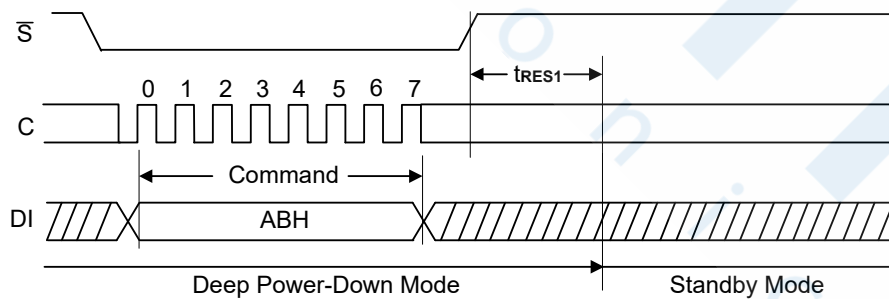 S̅
tRES1
0 1 2 3 4 5 6 7
C
Command
DI
ABH
Deep Power-Down Mode Standby Mode